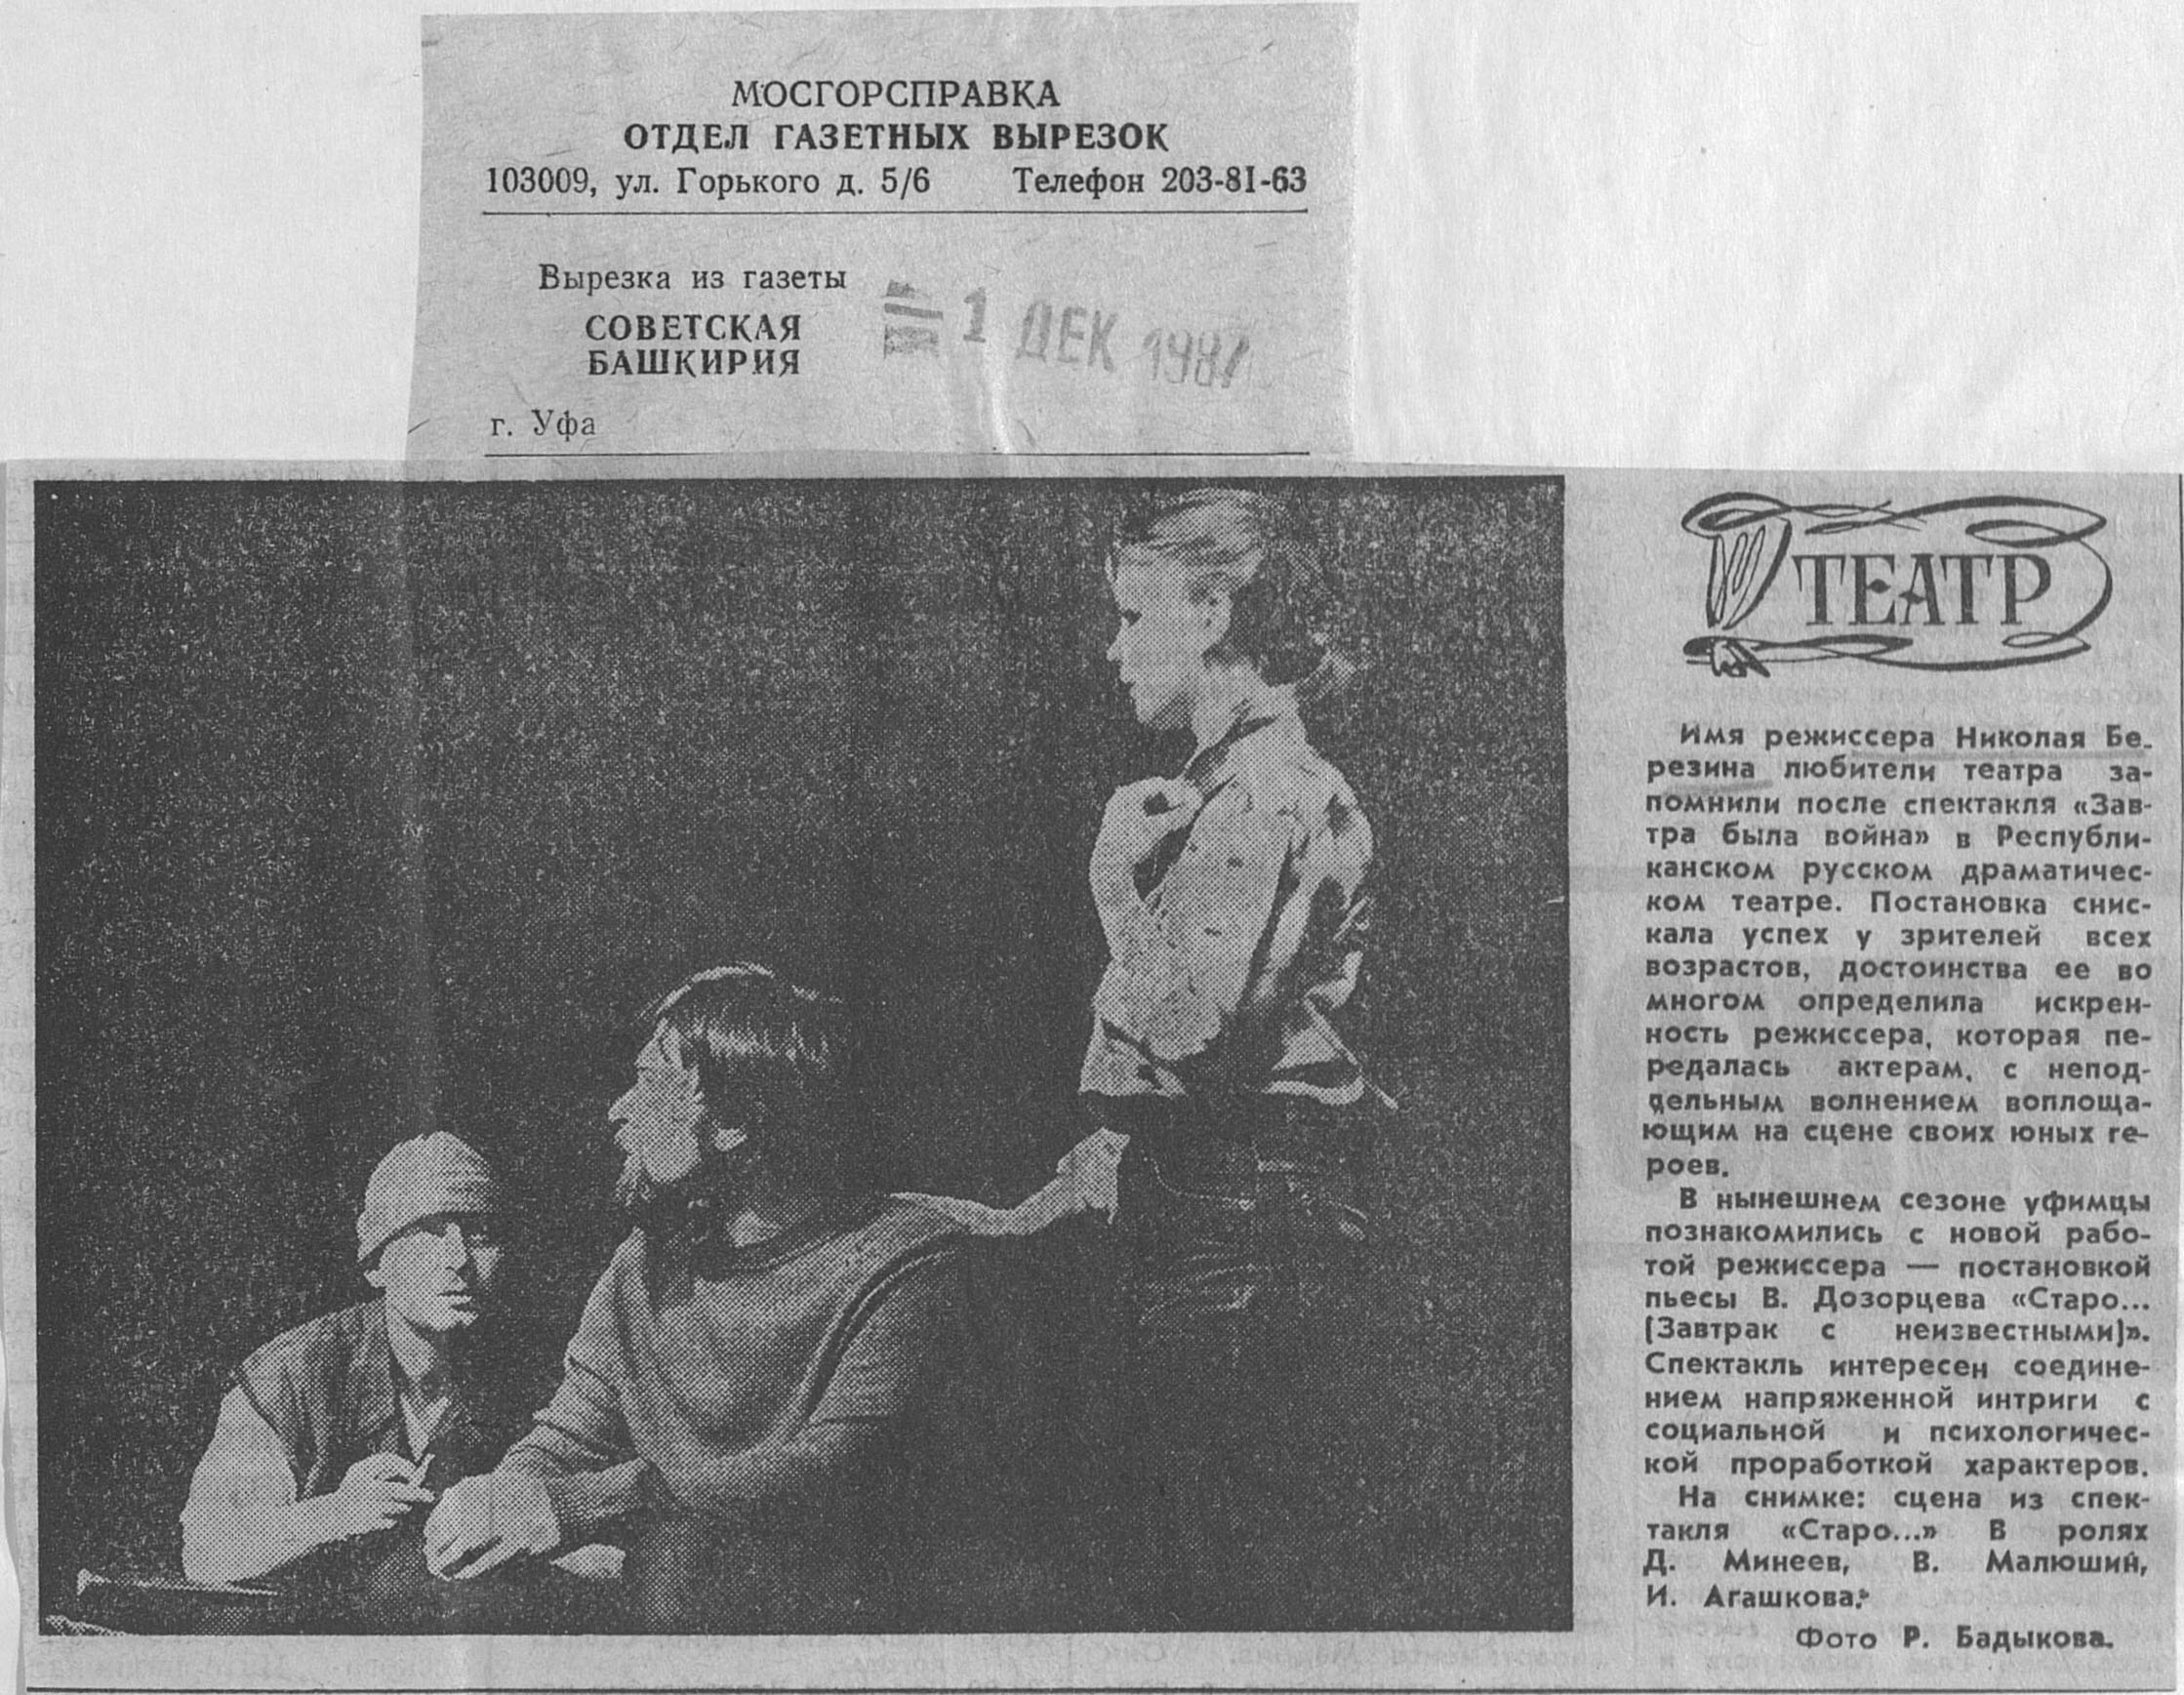 МОСГОРСПРАВКА
ОТДЕЛ ГАЗЕТНЫХ ВЫРЕЗОК
103009, ул. Горького д. 5/6 Телефон 203-81-63
Вырезка из газеты
СОВЕТСКАЯ
БАШКИРИЯ
1 ДЕК 1987
г. Уфа
ТЕАТР
Имя режиссера Николая Бе-
резина любители театра за-
помнили после спектакля «Зав-
тра была война» в Республи-
канском русском драматичес-
ком театре. Постановка снис-
кала успех у зрителей всех
возрастов, достоинства ее во
многом определила искрен-
ность режиссера, которая пе-
редалась актерам, с непод-
дельным волнением воплоща-
ющим на сцене своих юных ге-
роев.
В нынешнем сезоне уфимцы
познакомились с новой рабо-
той режиссера — постановкой
пьесы В. Дозорцева «Старо...
(Завтрак с неизвестными)».
Спектакль интересен соедине-
нием напряженной интриги с
социальной и психологичес-
кой проработкой характеров.
На снимке: сцена из спек-
такля «Старо...» В ролях
Д. Минеев, В. Малюшин,
И. Агашкова.
Фото Р. Бадыкова.